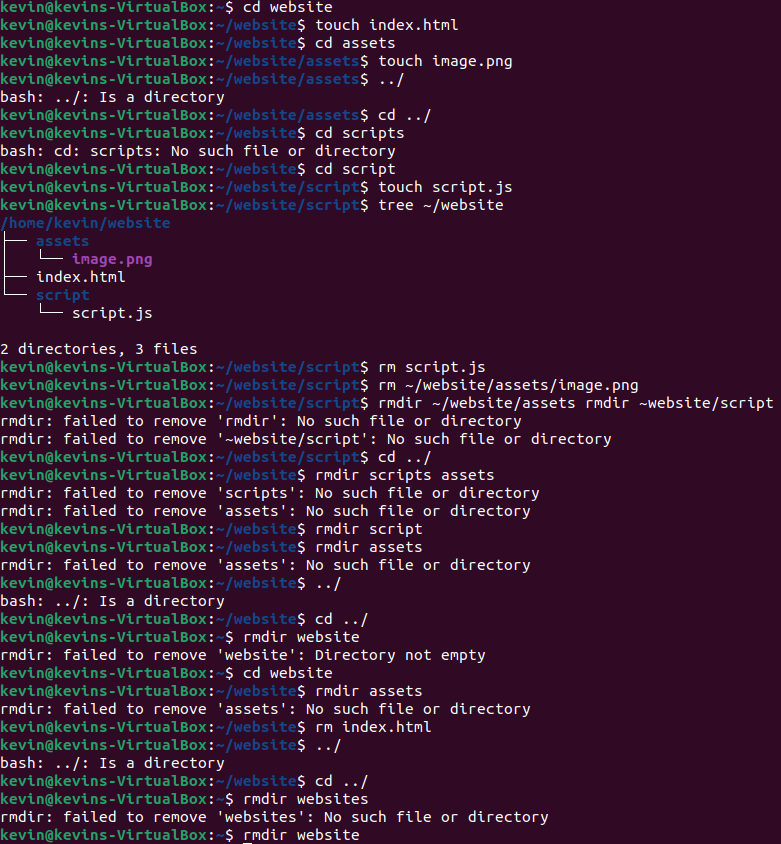 kevin@kevins-VirtualBox:~$ cd website
kevin@kevins-VirtualBox:~/website$ touch index.html
kevin@kevins-VirtualBox:~/website$ cd assets
kevin@kevins-VirtualBox:~/website/assets$ touch image.png
kevin@kevins-VirtualBox:~/website/assets$ ../
bash: ../: Is a directory
kevin@kevins-VirtualBox:~/website/assets$ cd ../
kevin@kevins-VirtualBox:~/website$ cd scripts
bash: cd: scripts: No such file or directory
kevin@kevins-VirtualBox:~/website$ cd script
kevin@kevins-VirtualBox:~/website/script$ touch script.js
kevin@kevins-VirtualBox:~/website/script$ tree ~/website
/home/kevin/website
├── assets
│   └── image.png
├── index.html
└── script
    └── script.js

2 directories, 3 files
kevin@kevins-VirtualBox:~/website/script$ rm script.js
kevin@kevins-VirtualBox:~/website/script$ rm ~/website/assets/image.png
kevin@kevins-VirtualBox:~/website/script$ rmdir ~/website/assets rmdir ~website/script
rmdir: failed to remove 'rmdir': No such file or directory
rmdir: failed to remove '~website/script': No such file or directory
kevin@kevins-VirtualBox:~/website/script$ cd ../
kevin@kevins-VirtualBox:~/website$ rmdir scripts assets
rmdir: failed to remove 'scripts': No such file or directory
rmdir: failed to remove 'assets': No such file or directory
kevin@kevins-VirtualBox:~/website$ rmdir script
kevin@kevins-VirtualBox:~/website$ rmdir assets
rmdir: failed to remove 'assets': No such file or directory
kevin@kevins-VirtualBox:~/website$ ../
bash: ../: Is a directory
kevin@kevins-VirtualBox:~/website$ cd ../
kevin@kevins-VirtualBox:~$ rmdir website
rmdir: failed to remove 'website': Directory not empty
kevin@kevins-VirtualBox:~$ cd website
kevin@kevins-VirtualBox:~/website$ rmdir assets
rmdir: failed to remove 'assets': No such file or directory
kevin@kevins-VirtualBox:~/website$ rm index.html
kevin@kevins-VirtualBox:~/website$ ../
bash: ../: Is a directory
kevin@kevins-VirtualBox:~/website$ cd ../
kevin@kevins-VirtualBox:~$ rmdir websites
rmdir: failed to remove 'websites': No such file or directory
kevin@kevins-VirtualBox:~$ rmdir website